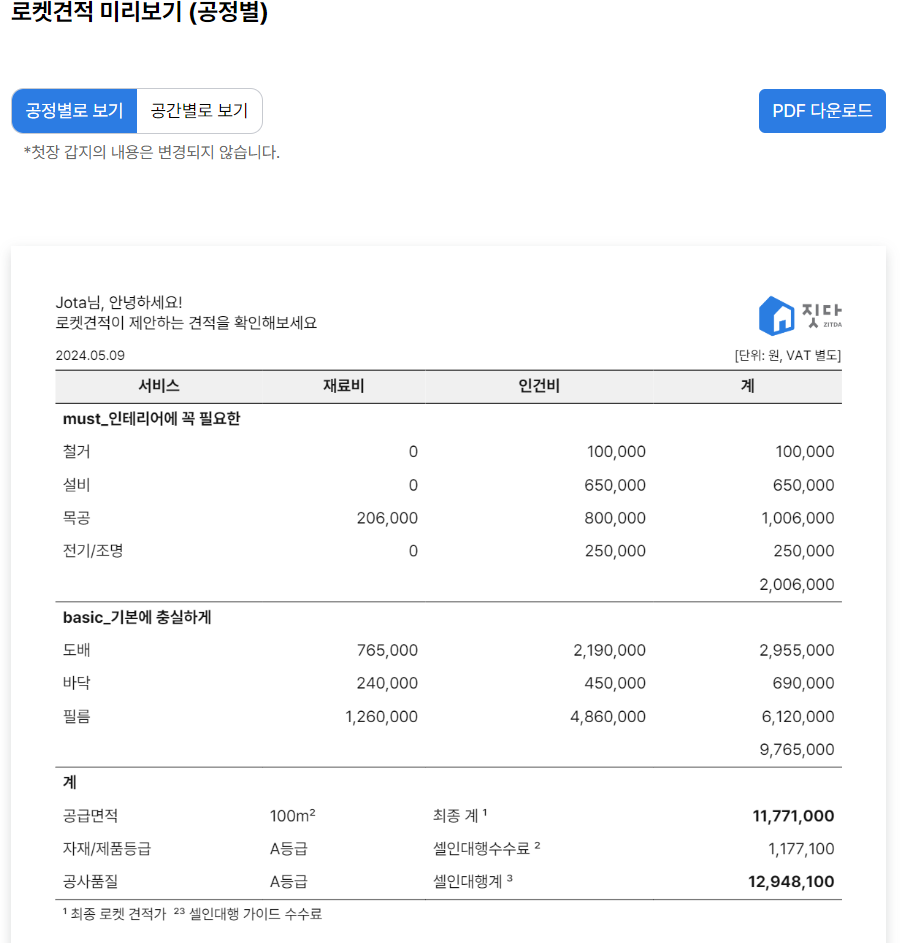 로켓견적 미리보기 (공정별)
공정별로 보기 공간별로 보기 PDF 다운로드
*첫장 갑지의 내용은 변경되지 않습니다.
Jota님, 안녕하세요!
로켓견적이 제안하는 견적을 확인해보세요
짓다
ZITDA
2024.05.09 [단위: 원, VAT 별도]
서비스 재료비 인건비 계
must_인테리어에 꼭 필요한
철거 0 100,000 100,000
설비 0 650,000 650,000
목공 206,000 800,000 1,006,000
전기/조명 0 250,000 250,000
2,006,000
basic_기본에 충실하게
도배 765,000 2,190,000 2,955,000
바닥 240,000 450,000 690,000
필름 1,260,000 4,860,000 6,120,000
9,765,000
계
공급면적 100m² 최종 계 ¹ 11,771,000
자재/제품등급 A등급 셀인대행수수료 ² 1,177,100
공사품질 A등급 셀인대행계 ³ 12,948,100
¹ 최종 로켓 견적가 ²³ 셀인대행 가이드 수수료